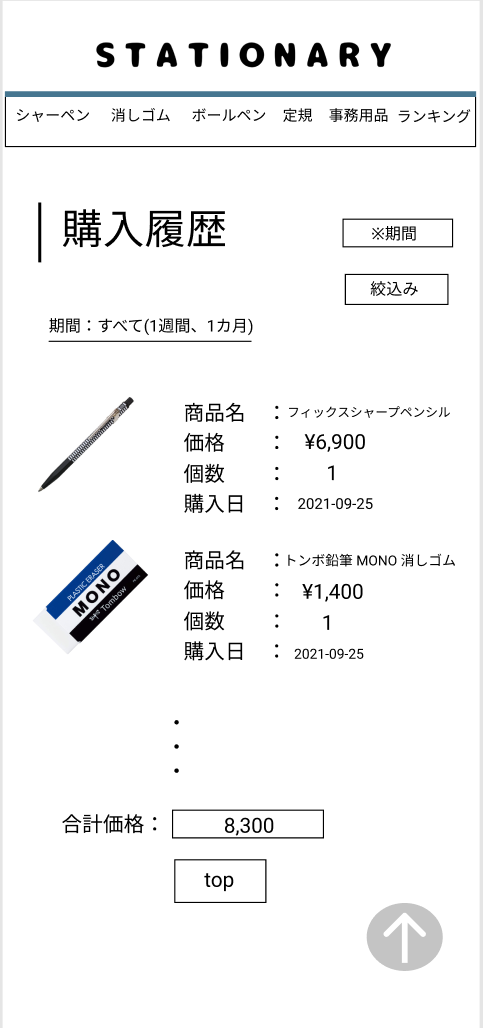 STATIONARY
シャーペン 消しゴム ボールペン 定規 事務用品 ランキング
購入履歴
※期間
絞込み
期間：すべて(1週間、1カ月)
商品名 ：フィックスシャープペンシル
価格 ： ¥6,900
個数 ： 1
購入日 ： 2021-09-25
PLASTIC ERASER
MONO
Tombow
商品名 ：トンボ鉛筆 MONO 消しゴム
価格 ： ¥1,400
個数 ： 1
購入日 ： 2021-09-25
・
・
・
合計価格： 8,300
top